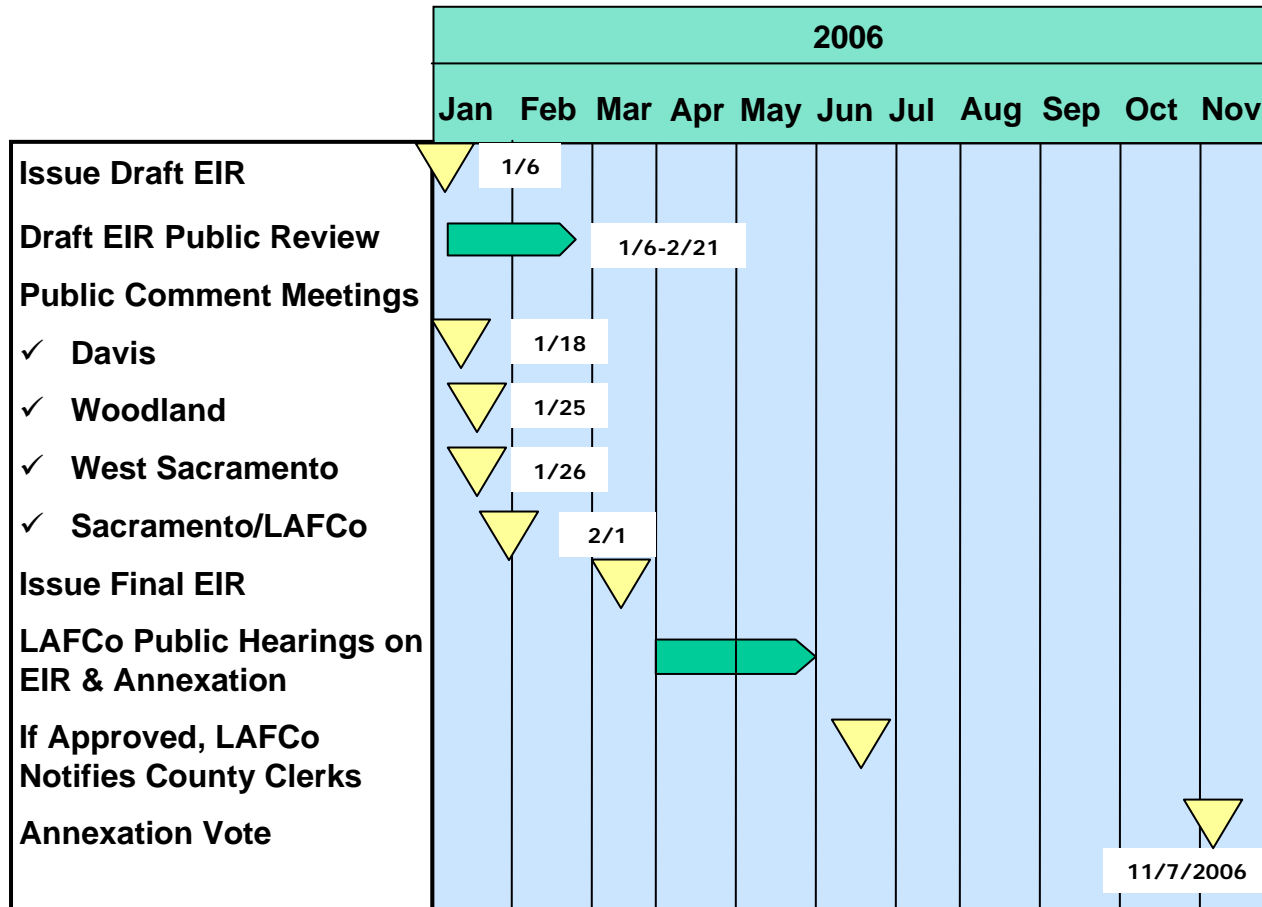 2006
Jan Feb Mar Apr May Jun Jul Aug Sep Oct Nov
Issue Draft EIR
1/6
Draft EIR Public Review
1/6-2/21
Public Comment Meetings
✓ Davis
1/18
✓ Woodland
1/25
✓ West Sacramento
1/26
✓ Sacramento/LAFCo
2/1
Issue Final EIR
LAFCo Public Hearings on
EIR & Annexation
If Approved, LAFCo
Notifies County Clerks
Annexation Vote
11/7/2006